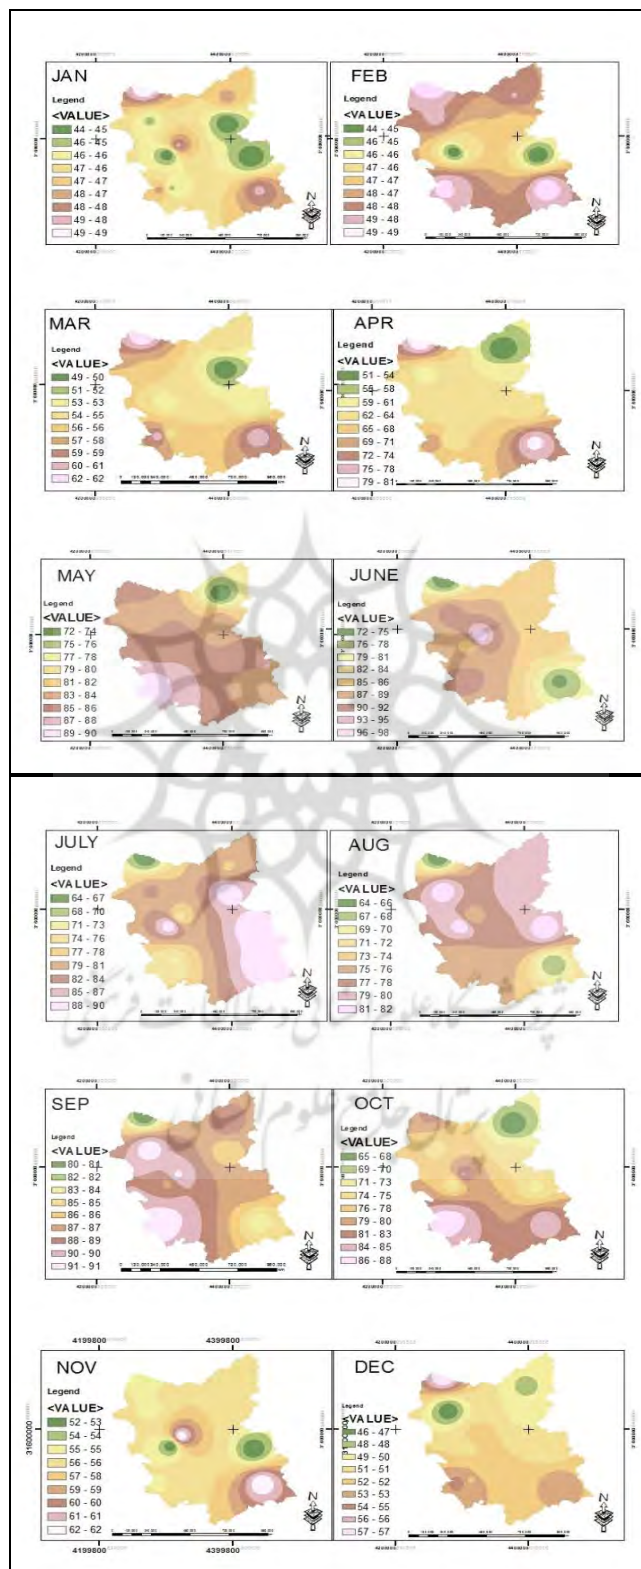 JAN
Legend
<VALUE>
44 - 45
46 - 45
46 - 46
47 - 46
47 - 47
48 - 47
48 - 48
49 - 48
49 - 49
N
FEB
Legend
<VALUE>
44 - 45
46 - 45
46 - 46
47 - 46
47 - 47
48 - 47
48 - 48
49 - 48
49 - 49
N
MAR
Legend
<VALUE>
49 - 50
51 - 52
53 - 53
54 - 55
56 - 56
57 - 58
59 - 59
60 - 61
62 - 62
N
APR
Legend
<VALUE>
51 - 54
55 - 58
59 - 61
62 - 64
65 - 68
69 - 71
72 - 74
75 - 78
79 - 81
N
MAY
Legend
<VALUE>
72 - 74
75 - 76
77 - 78
79 - 80
81 - 82
83 - 84
85 - 86
87 - 88
89 - 90
N
JUNE
Legend
<VALUE>
72 - 75
76 - 78
79 - 81
82 - 84
85 - 86
87 - 89
90 - 92
93 - 95
96 - 98
N
JULY
Legend
<VALUE>
64 - 67
68 - 70
71 - 73
74 - 76
77 - 78
79 - 81
82 - 84
85 - 87
88 - 90
N
AUG
Legend
<VALUE>
64 - 66
67 - 68
69 - 70
71 - 72
73 - 74
75 - 76
77 - 78
79 - 80
81 - 82
N
پژوهشگاه علوم انسانی و مطالعات فرهنگی
پرتال جامع علوم انسانی
SEP
Legend
<VALUE>
80 - 81
82 - 82
83 - 84
85 - 85
86 - 86
87 - 87
88 - 89
90 - 90
91 - 91
N
OCT
Legend
<VALUE>
65 - 68
69 - 70
71 - 73
74 - 75
76 - 78
79 - 80
81 - 83
84 - 85
86 - 88
N
4199800 4399800
NOV
Legend
<VALUE>
52 - 53
54 - 54
55 - 55
56 - 56
57 - 58
59 - 59
60 - 60
61 - 61
62 - 62
N
31600000
4199800 4399800
DEC
Legend
<VALUE>
46 - 47
48 - 48
49 - 50
51 - 51
52 - 52
53 - 53
54 - 55
56 - 56
57 - 57
N